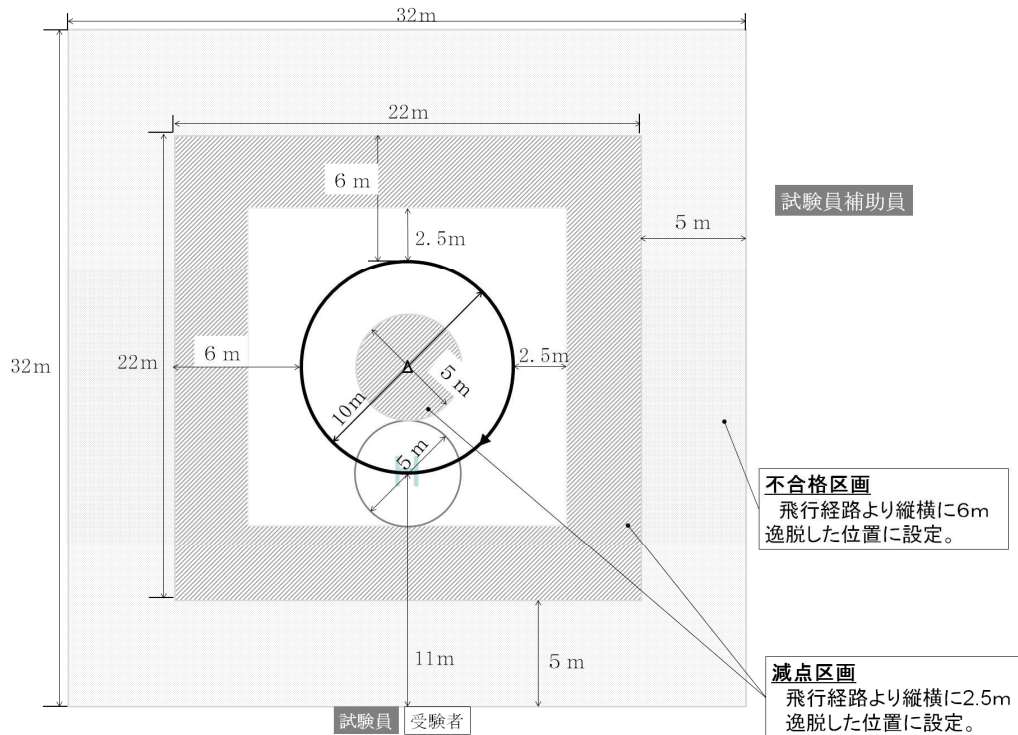 32m
22m
6 m
2.5m
試験員補助員
5 m
32m
22m
6 m
2.5m
5 m
10m
5 m
H
不合格区画
飛行経路より縦横に6m
逸脱した位置に設定。
11m
5 m
減点区画
飛行経路より縦横に2.5m
逸脱した位置に設定。
試験員 受験者